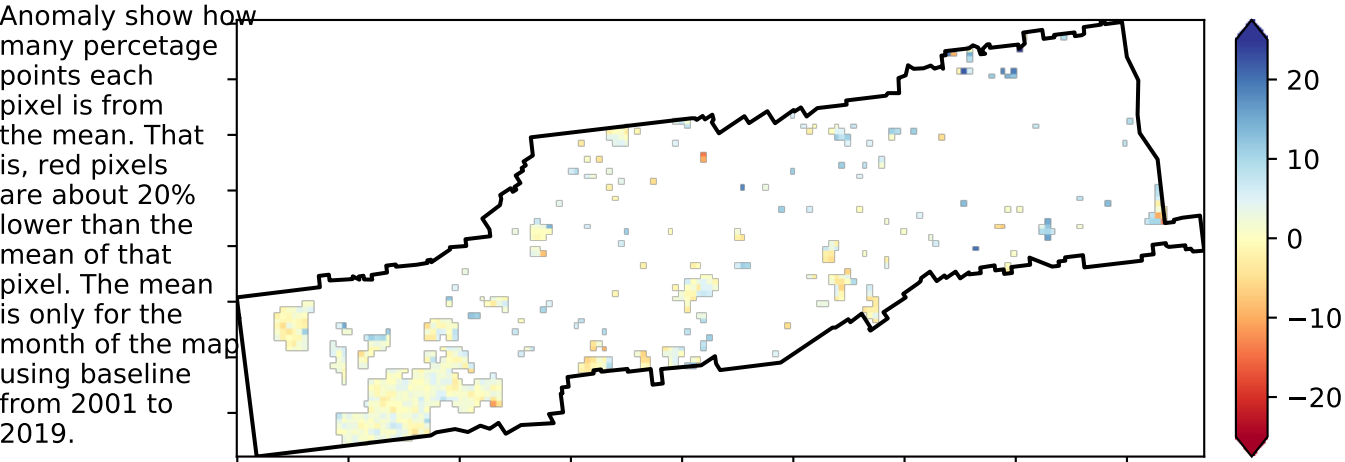 Anomaly show how
many percetage
points each
pixel is from
the mean. That
is, red pixels
are about 20%
lower than the
mean of that
pixel. The mean
is only for the
month of the map
using baseline
from 2001 to
2019.
20
10
0
−10
−20